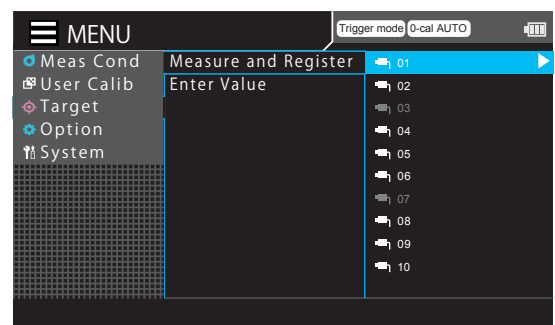 MENU
Trigger mode 0-cal AUTO
Meas Cond
User Calib
Target
Option
System
Measure and Register
Enter Value
01
02
03
04
05
06
07
08
09
10